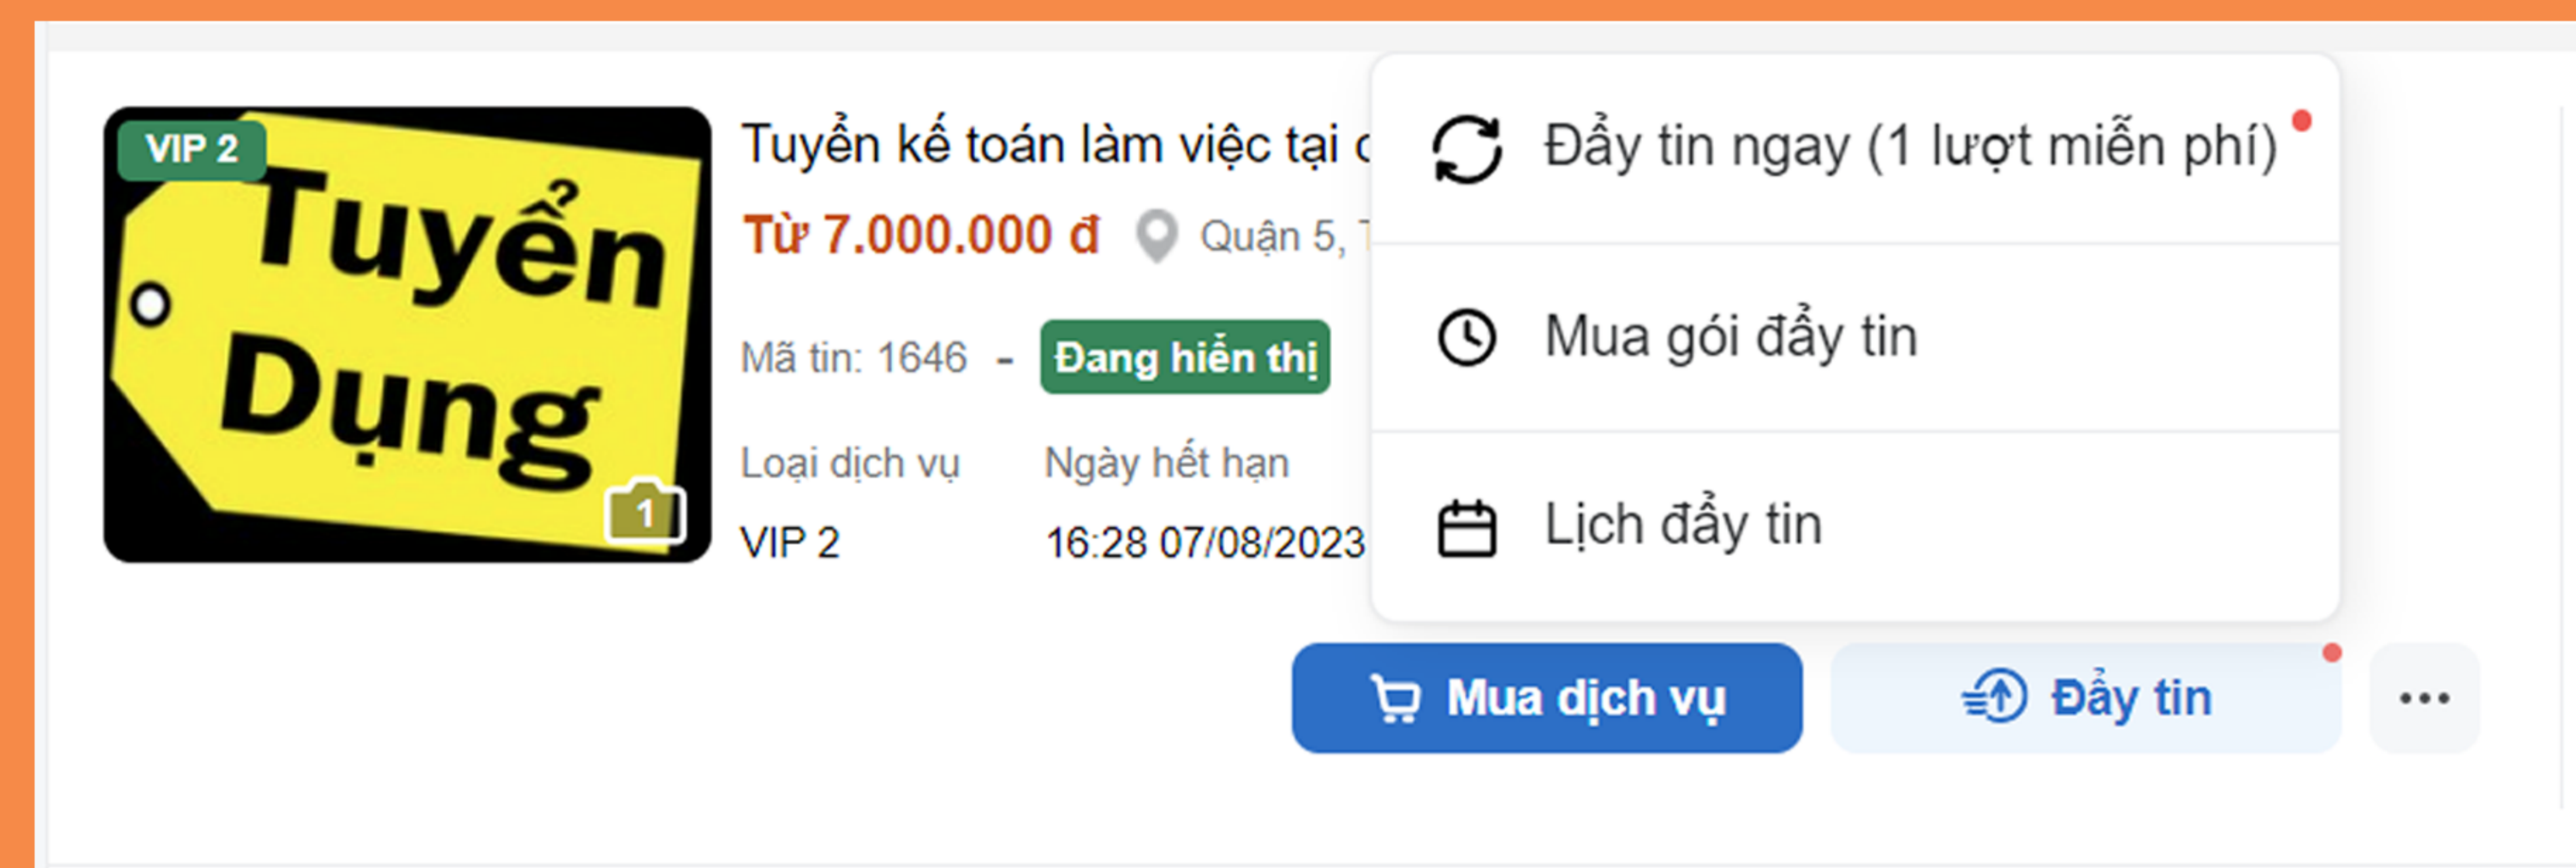 VIP 2
Tuyển
Dụng
1
Tuyển kế toán làm việc tại
Từ 7.000.000 đ
Quận 5,
Mã tin: 1646 - Đang hiển thị
Loại dịch vụ Ngày hết hạn
VIP 2 16:28 07/08/2023
Đẩy tin ngay (1 lượt miễn phí)
Mua gói đẩy tin
Lịch đẩy tin
Mua dịch vụ Đẩy tin